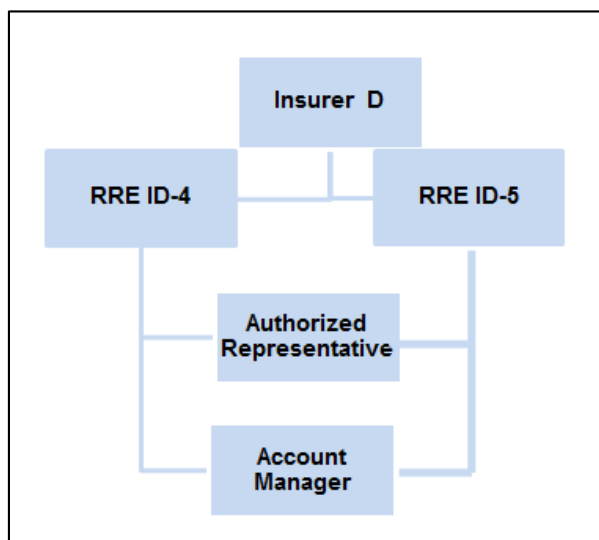 Insurer D
RRE ID-4
RRE ID-5
Authorized
Representative
Account
Manager